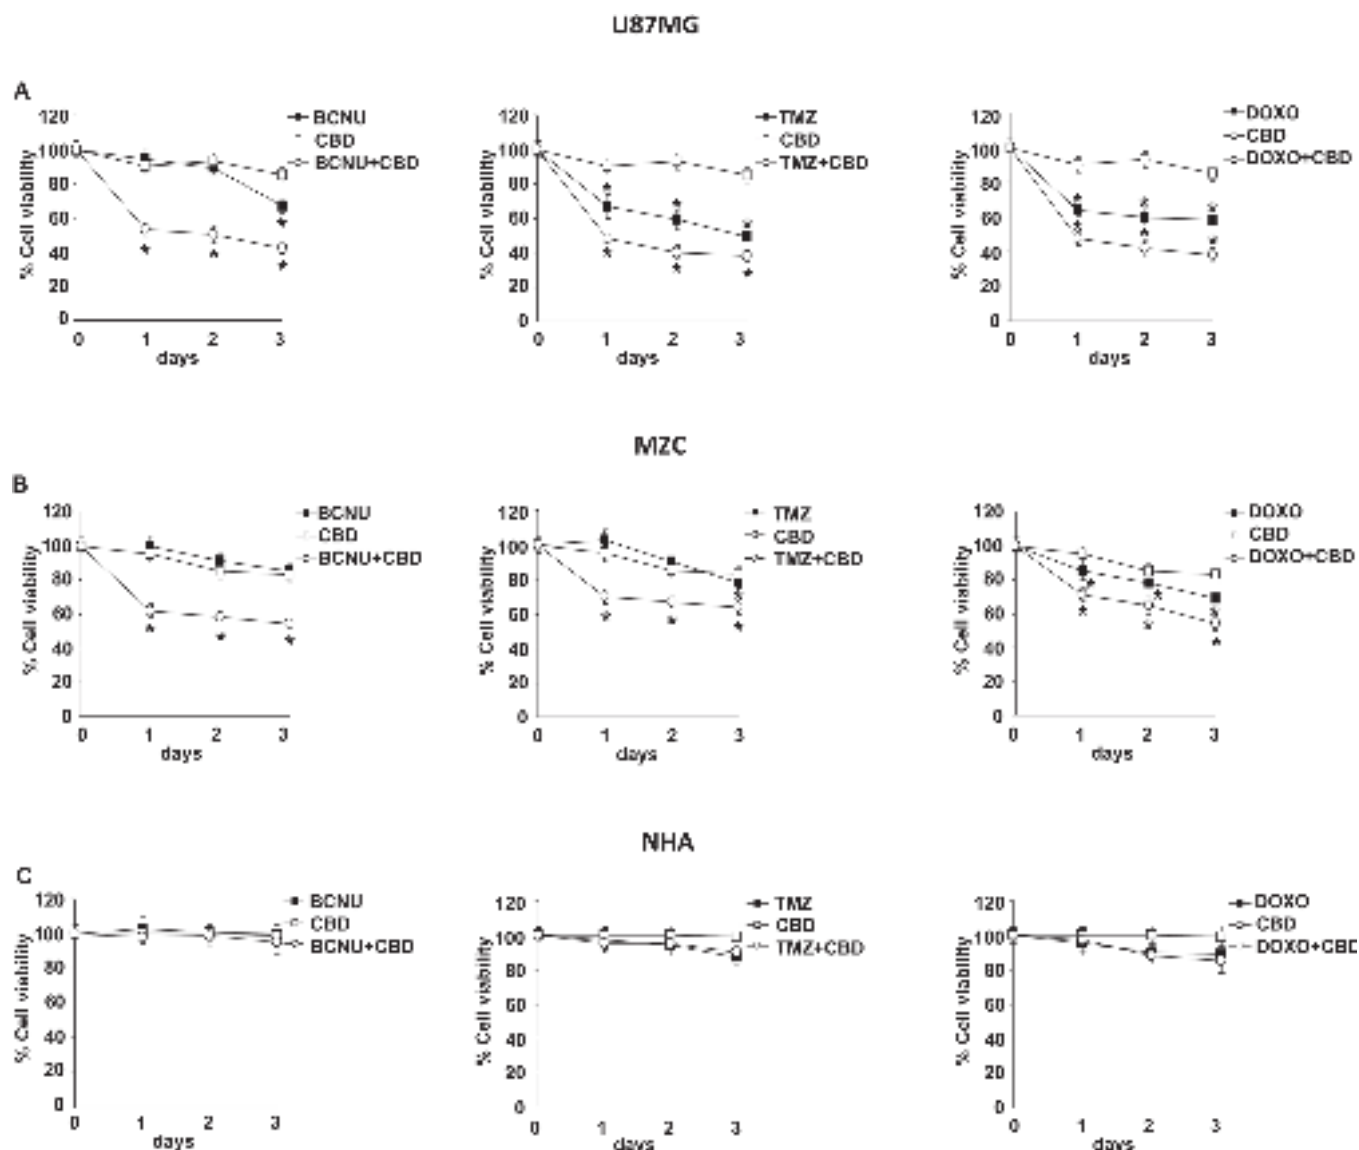 U87MG
A
120
100
80
60
40
20
0
% Cell viability
0 1 2 3
days
BCNU
CBD
BCNU+CBD
120
100
80
60
40
20
0
% Cell viability
0 1 2 3
days
TMZ
CBD
TMZ+CBD
120
100
80
60
40
20
0
% Cell viability
0 1 2 3
days
DOXO
CBD
DOXO+CBD
MZC
B
120
100
80
60
40
20
0
% Cell viability
0 1 2 3
days
BCNU
CBD
BCNU+CBD
120
100
80
60
40
20
0
% Cell viability
0 1 2 3
days
TMZ
CBD
TMZ+CBD
120
100
80
60
40
20
0
% Cell viability
0 1 2 3
days
DOXO
CBD
DOXO+CBD
NHA
C
120
100
80
60
40
20
0
% Cell viability
0 1 2 3
days
BCNU
CBD
BCNU+CBD
120
100
80
60
40
20
0
% Cell viability
0 1 2 3
days
TMZ
CBD
TMZ+CBD
120
100
80
60
40
20
0
% Cell viability
0 1 2 3
days
DOXO
CBD
DOXO+CBD